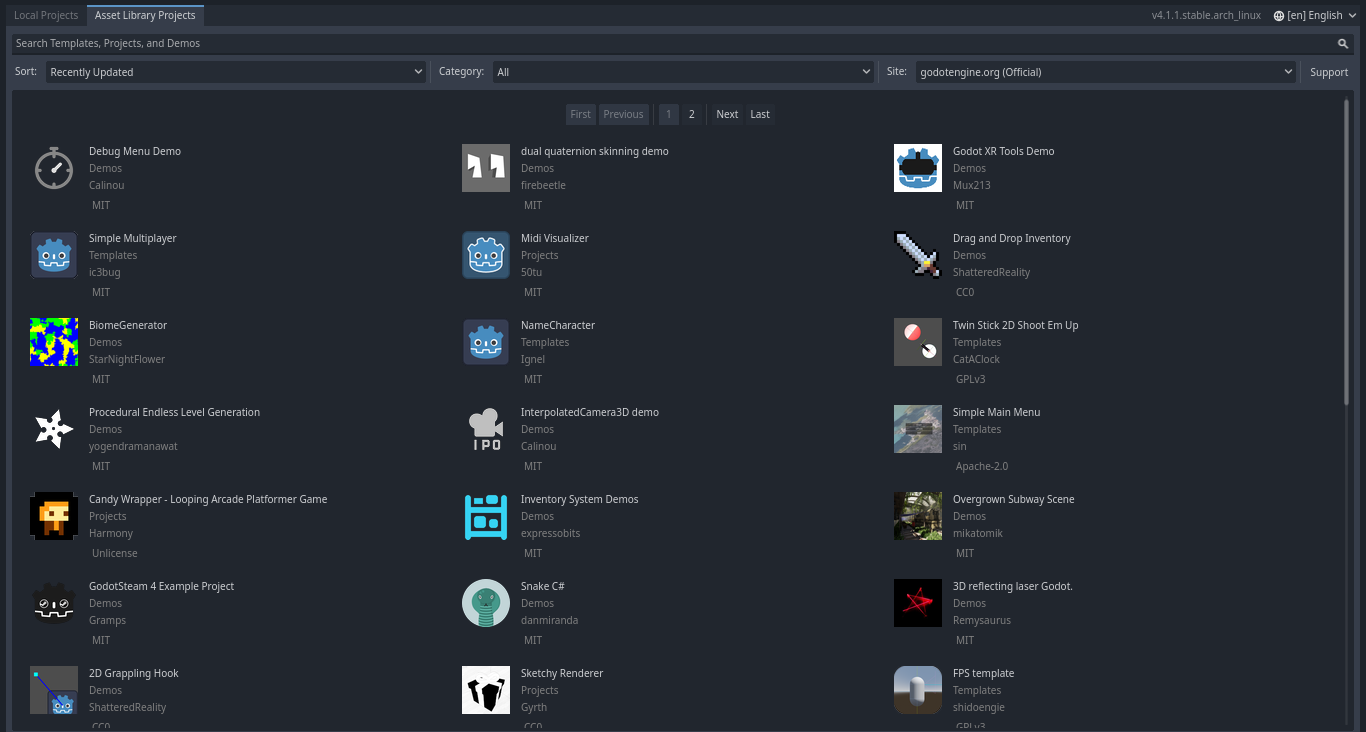 Local Projects
Asset Library Projects
v4.1.1.stable.arch_linux
[en] English
Search Templates, Projects, and Demos
Sort:
Recently Updated
Category:
All
Site:
godotengine.org (Official)
Support
First
Previous
1
2
Next
Last
Debug Menu Demo
Demos
Calinou
MIT
dual quaternion skinning demo
Demos
firebeetle
MIT
Godot XR Tools Demo
Demos
Mux213
MIT
Simple Multiplayer
Templates
ic3bug
MIT
Midi Visualizer
Projects
50tu
MIT
Drag and Drop Inventory
Demos
ShatteredReality
CC0
BiomeGenerator
Demos
StarNightFlower
MIT
NameCharacter
Templates
Ignel
MIT
Twin Stick 2D Shoot Em Up
Templates
CatAClock
GPLv3
Procedural Endless Level Generation
Demos
yogendramanawat
MIT
IPO
InterpolatedCamera3D demo
Demos
Calinou
MIT
Simple Main Menu
Templates
sin
Apache-2.0
Candy Wrapper - Looping Arcade Platformer Game
Projects
Harmony
Unlicense
Inventory System Demos
Demos
expressobits
MIT
Overgrown Subway Scene
Demos
mikatomik
MIT
GodotSteam 4 Example Project
Demos
Gramps
MIT
Snake C#
Demos
danmiranda
MIT
3D reflecting laser Godot.
Demos
Remysaurus
MIT
2D Grappling Hook
Demos
ShatteredReality
CC0
Sketchy Renderer
Projects
Gyrth
CC0
FPS template
Templates
shidoengie
GPLv3